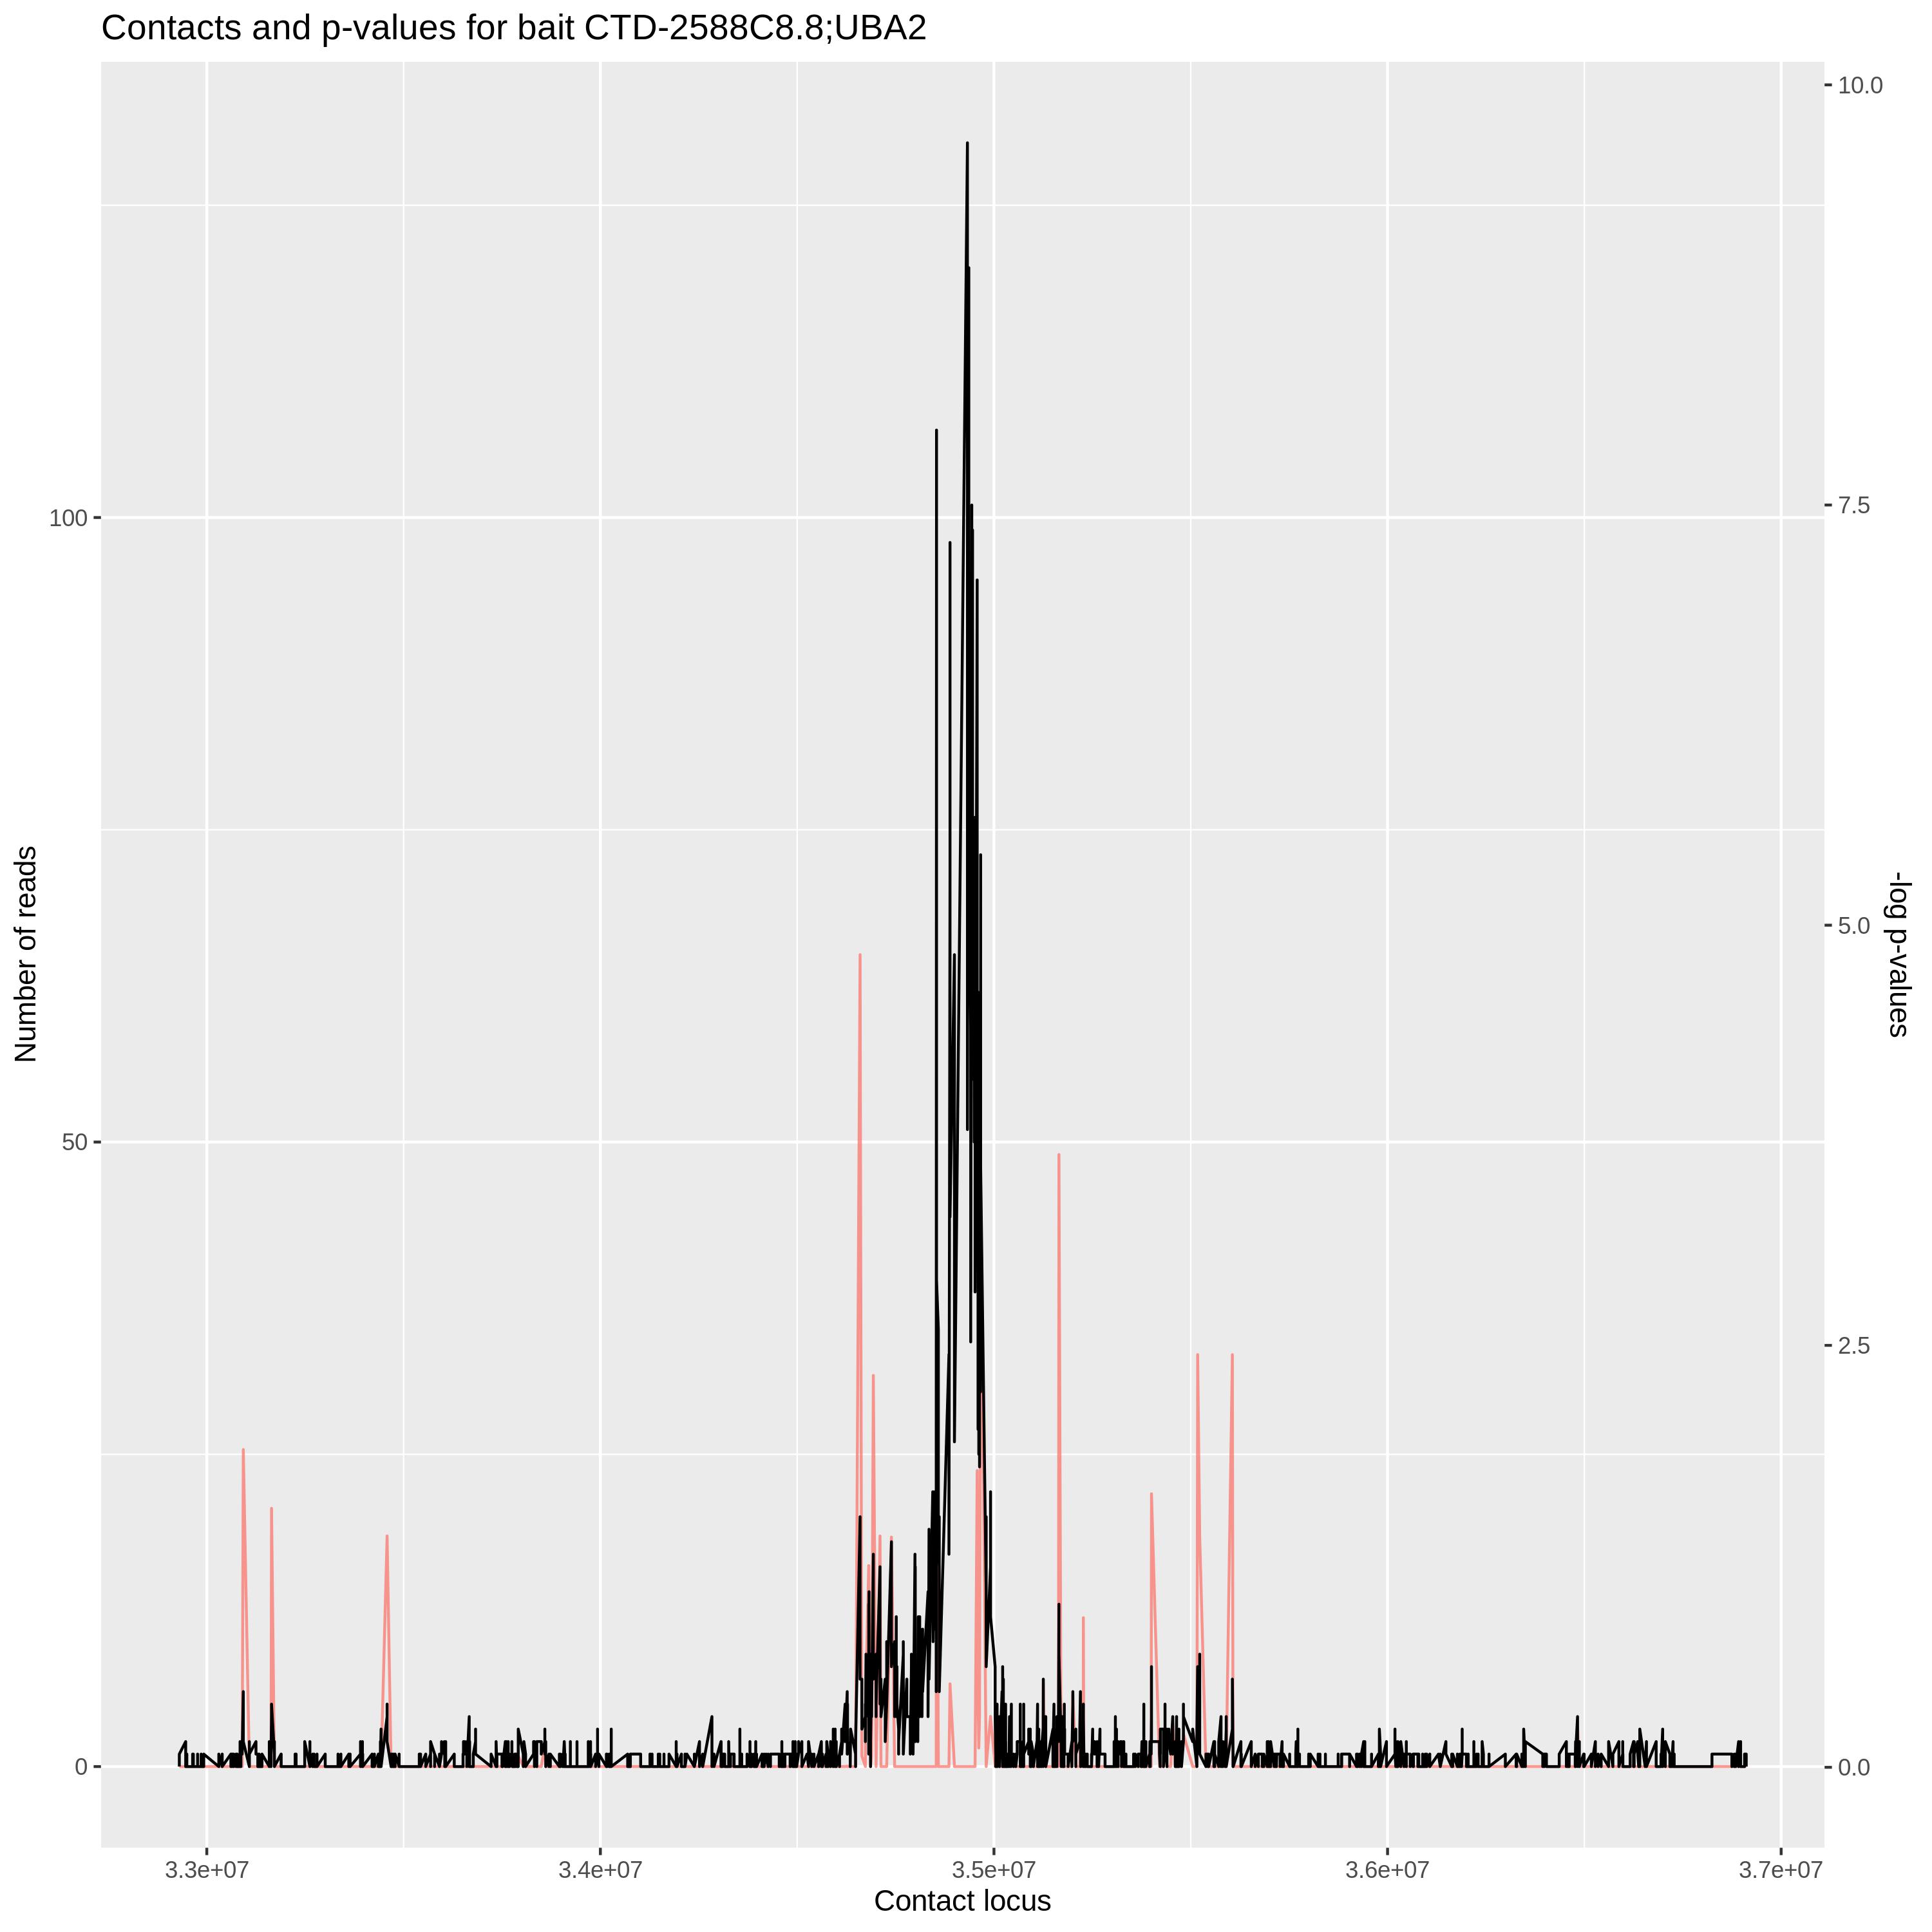 Contacts and p-values for bait CTD-2588C8.8;UBA2
Number of reads
100
50
0
10.0
7.5
5.0
2.5
0.0
-log p-values
3.3e+07
3.4e+07
3.5e+07
3.6e+07
3.7e+07
Contact locus